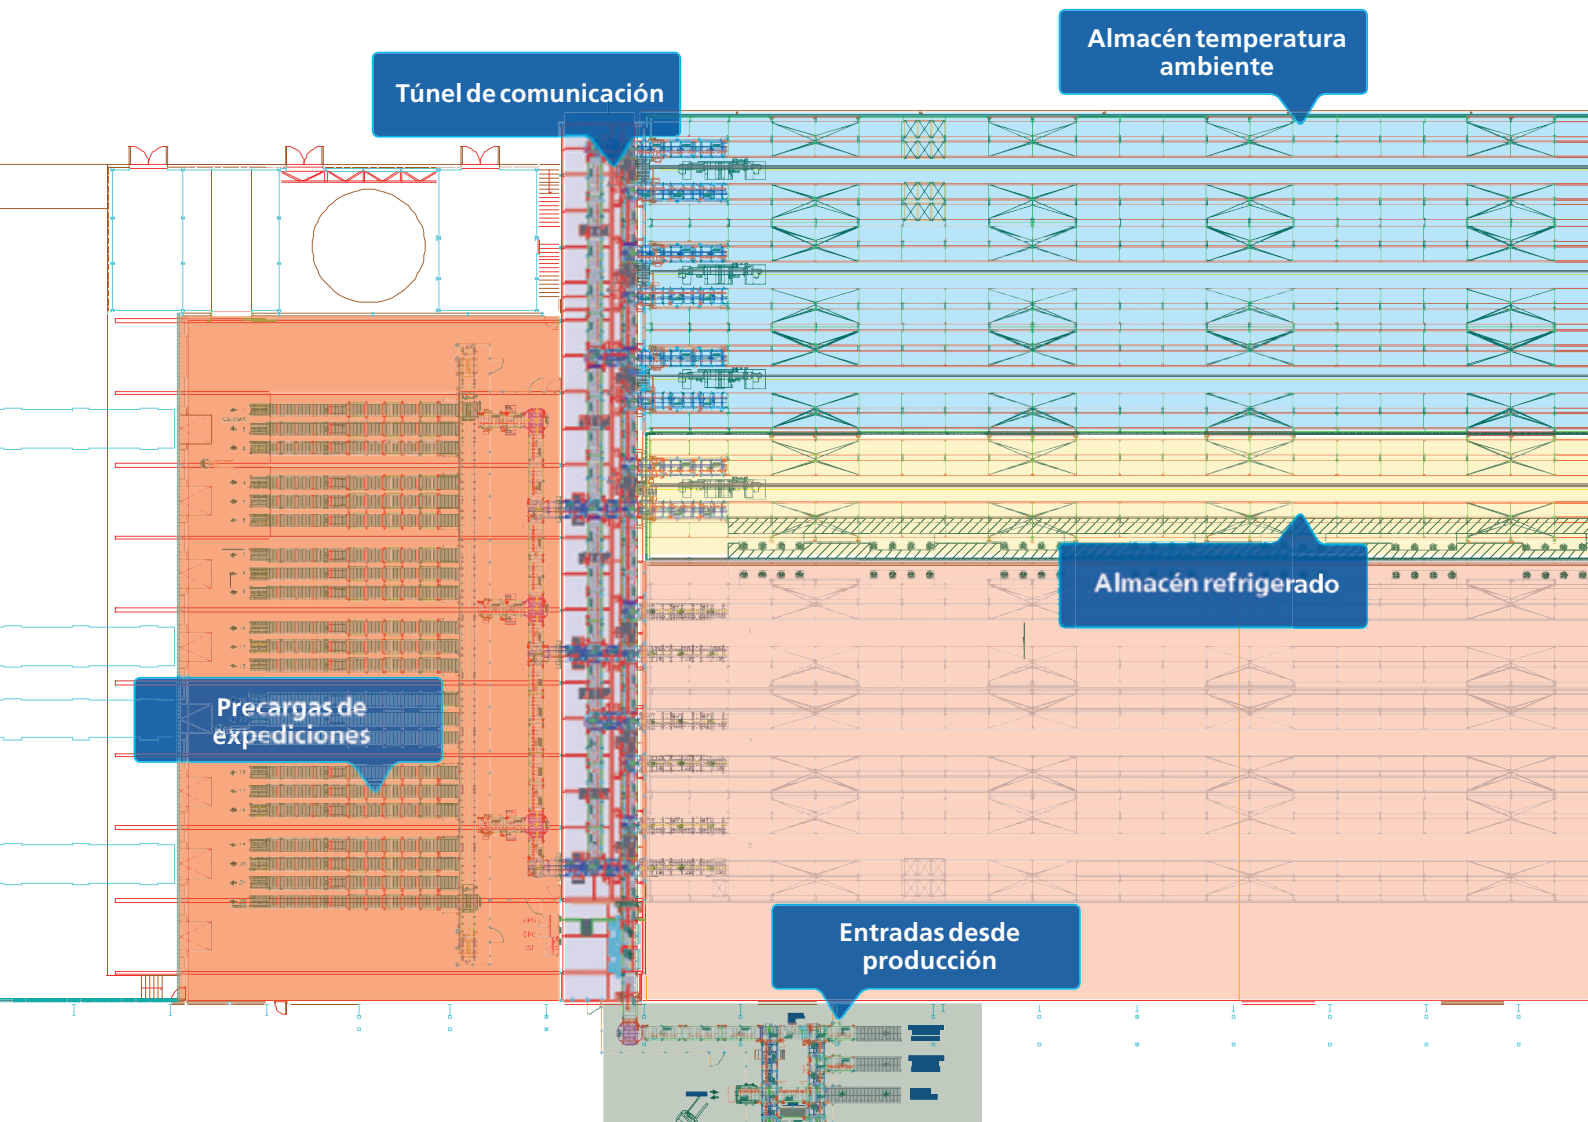 Almacén temperatura
ambiente
Túnel de comunicación
Almacén refrigerado
Precargas de
expediciones
Entradas desde
producción